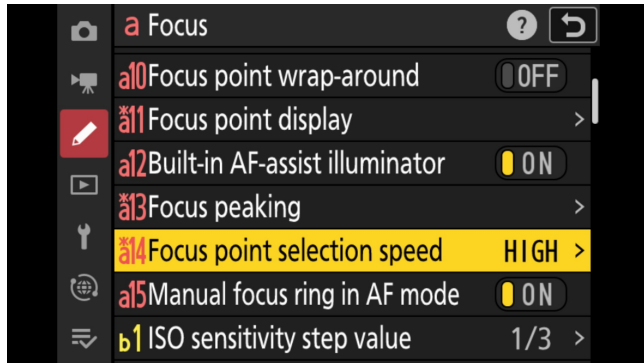 a Focus ?
a10 Focus point wrap-around OFF
*a11 Focus point display >
a12 Built-in AF-assist illuminator ON
*a13 Focus peaking >
*a14 Focus point selection speed HIGH >
a15 Manual focus ring in AF mode ON
b1 ISO sensitivity step value 1/3 >